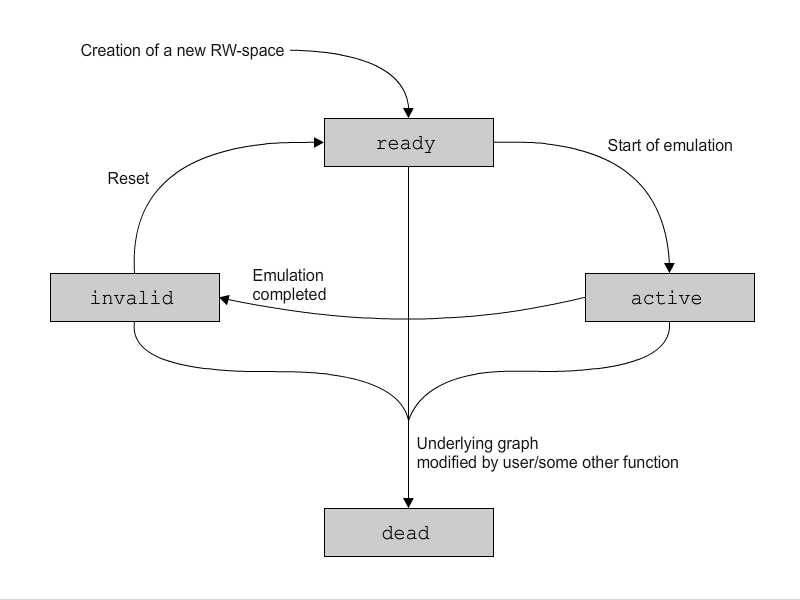 Creation of a new RW-space
ready
Start of emulation
Reset
Emulation
completed
invalid
active
Underlying graph
modified by user/some other function
dead